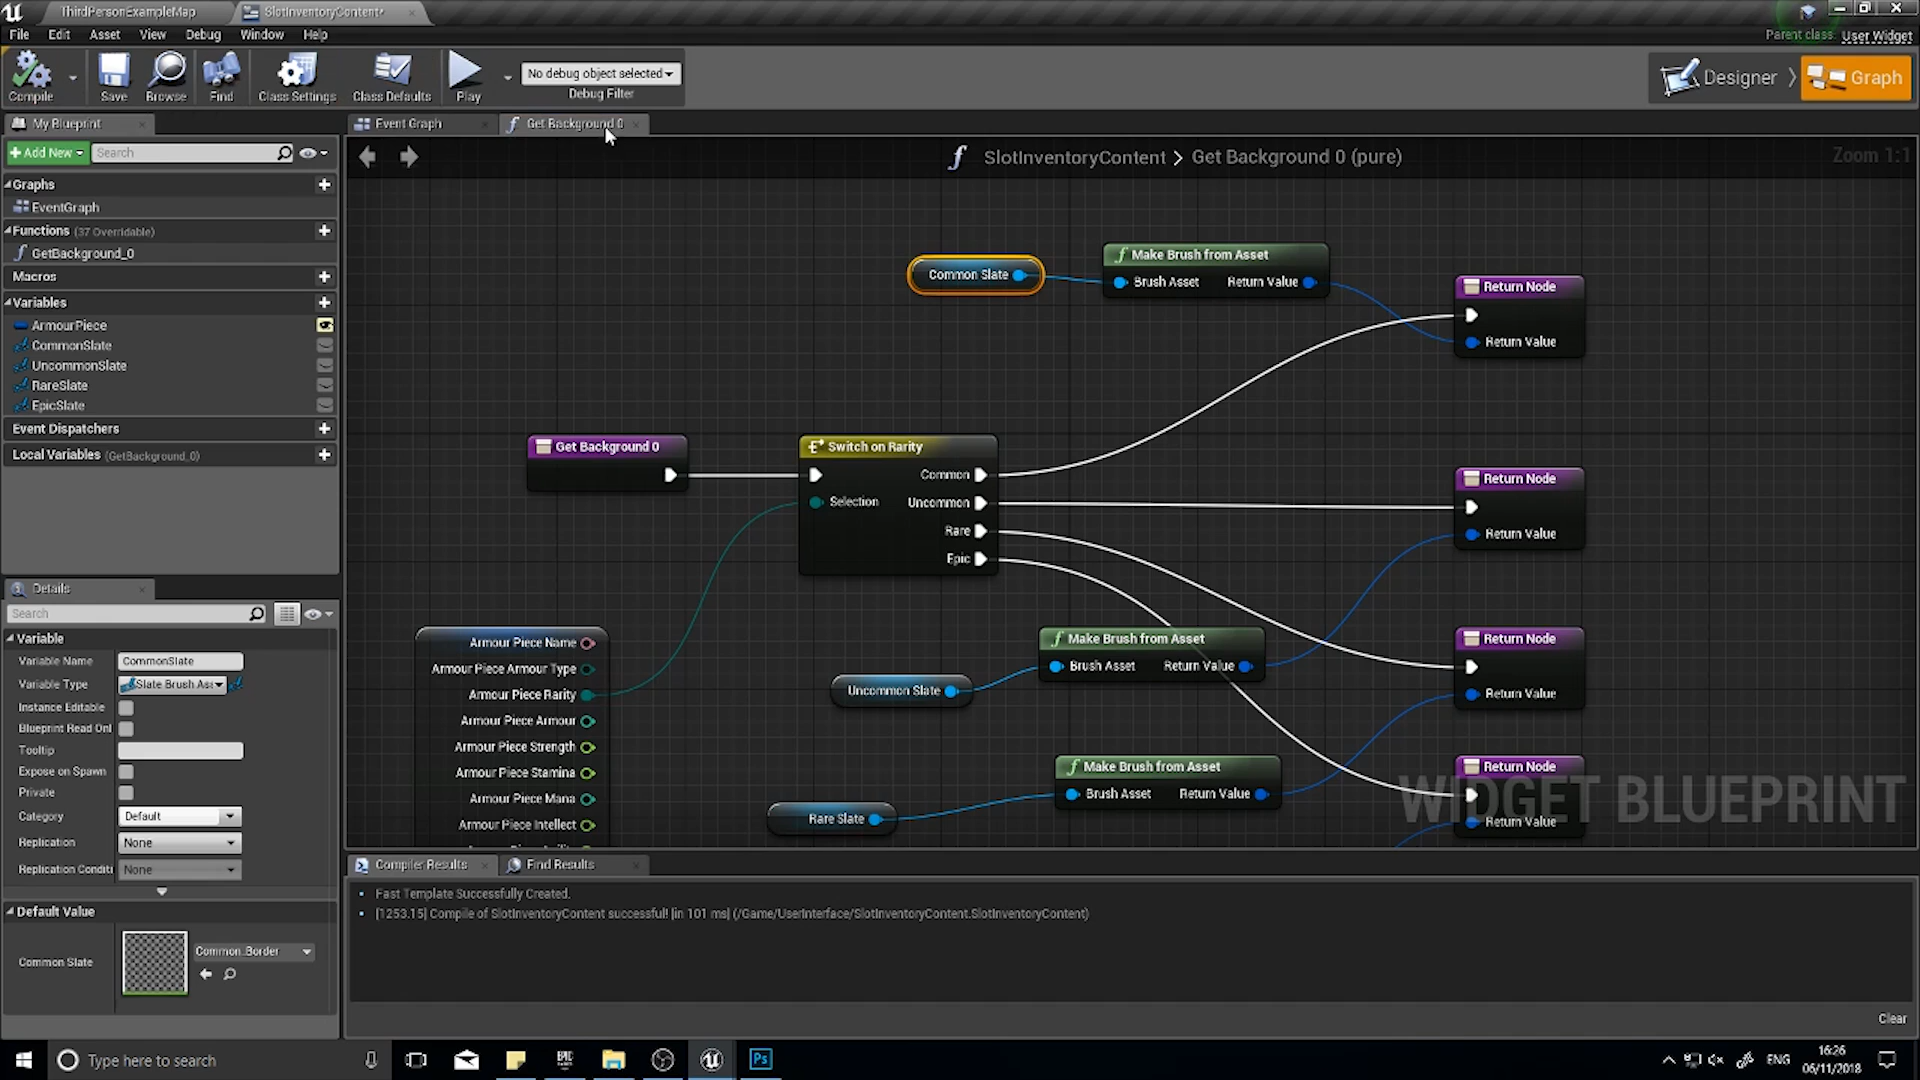 ThirdPersonExampleMap
SlotInventoryContent*
File Edit Asset View Debug Window Help
Parent class: User Widget
Compile
Save
Browse
Find
Class Settings
Class Defaults
Play
No debug object selected
Debug Filter
Designer
Graph
My Blueprint
Event Graph
Get Background 0
Add New
Search
SlotInventoryContent > Get Background 0 (pure)
Zoom 1:1
Graphs
EventGraph
Functions (37 Overridable)
GetBackground_0
Macros
Variables
ArmourPiece
CommonSlate
UncommonSlate
RareSlate
EpicSlate
Event Dispatchers
Local Variables (GetBackground_0)
Common Slate
Make Brush from Asset
Brush Asset Return Value
Return Node
Return Value
Get Background 0
Switch on Rarity
Common
Selection Uncommon
Rare
Epic
Return Node
Return Value
Armour Piece Name
Armour Piece Armour Type
Armour Piece Rarity
Armour Piece Armour
Armour Piece Strength
Armour Piece Stamina
Armour Piece Mana
Armour Piece Intellect
Make Brush from Asset
Brush Asset Return Value
Uncommon Slate
Return Node
Return Value
Make Brush from Asset
Brush Asset Return Value
Rare Slate
Return Node
Return Value
WIDGET BLUEPRINT
Details
Search
Variable
Variable Name CommonSlate
Variable Type Slate Brush Ass
Instance Editable
Blueprint Read Onl
Tooltip
Expose on Spawn
Private
Category Default
Replication None
Replication Conditi None
Default Value
Common Slate
Common_Border
Compiler Results
Find Results
Fast Template Successfully Created.
[1253.15] Compile of SlotInventoryContent successful! [in 101 ms] (/Game/UserInterface/SlotInventoryContent.SlotInventoryContent)
Clear
Type here to search
Ps
ENG
16:26
06/11/2018